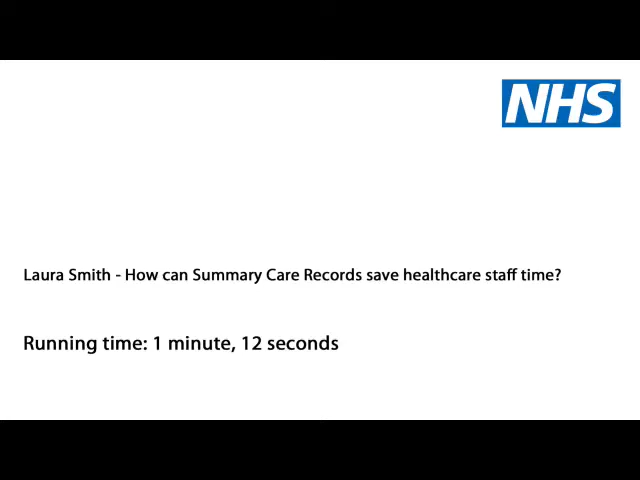 NHS
Laura Smith - How can Summary Care Records save healthcare staff time?
Running time: 1 minute, 12 seconds